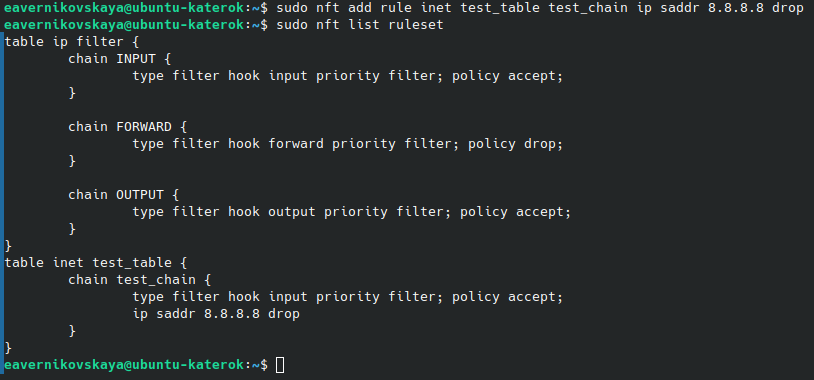 eavernikovskaya@ubuntu-katerok:~$ sudo nft add rule inet test_table test_chain ip saddr 8.8.8.8 drop
eavernikovskaya@ubuntu-katerok:~$ sudo nft list ruleset
table ip filter {
        chain INPUT {
                type filter hook input priority filter; policy accept;
        }

        chain FORWARD {
                type filter hook forward priority filter; policy drop;
        }

        chain OUTPUT {
                type filter hook output priority filter; policy accept;
        }
}
table inet test_table {
        chain test_chain {
                type filter hook input priority filter; policy accept;
                ip saddr 8.8.8.8 drop
        }
}
eavernikovskaya@ubuntu-katerok:~$